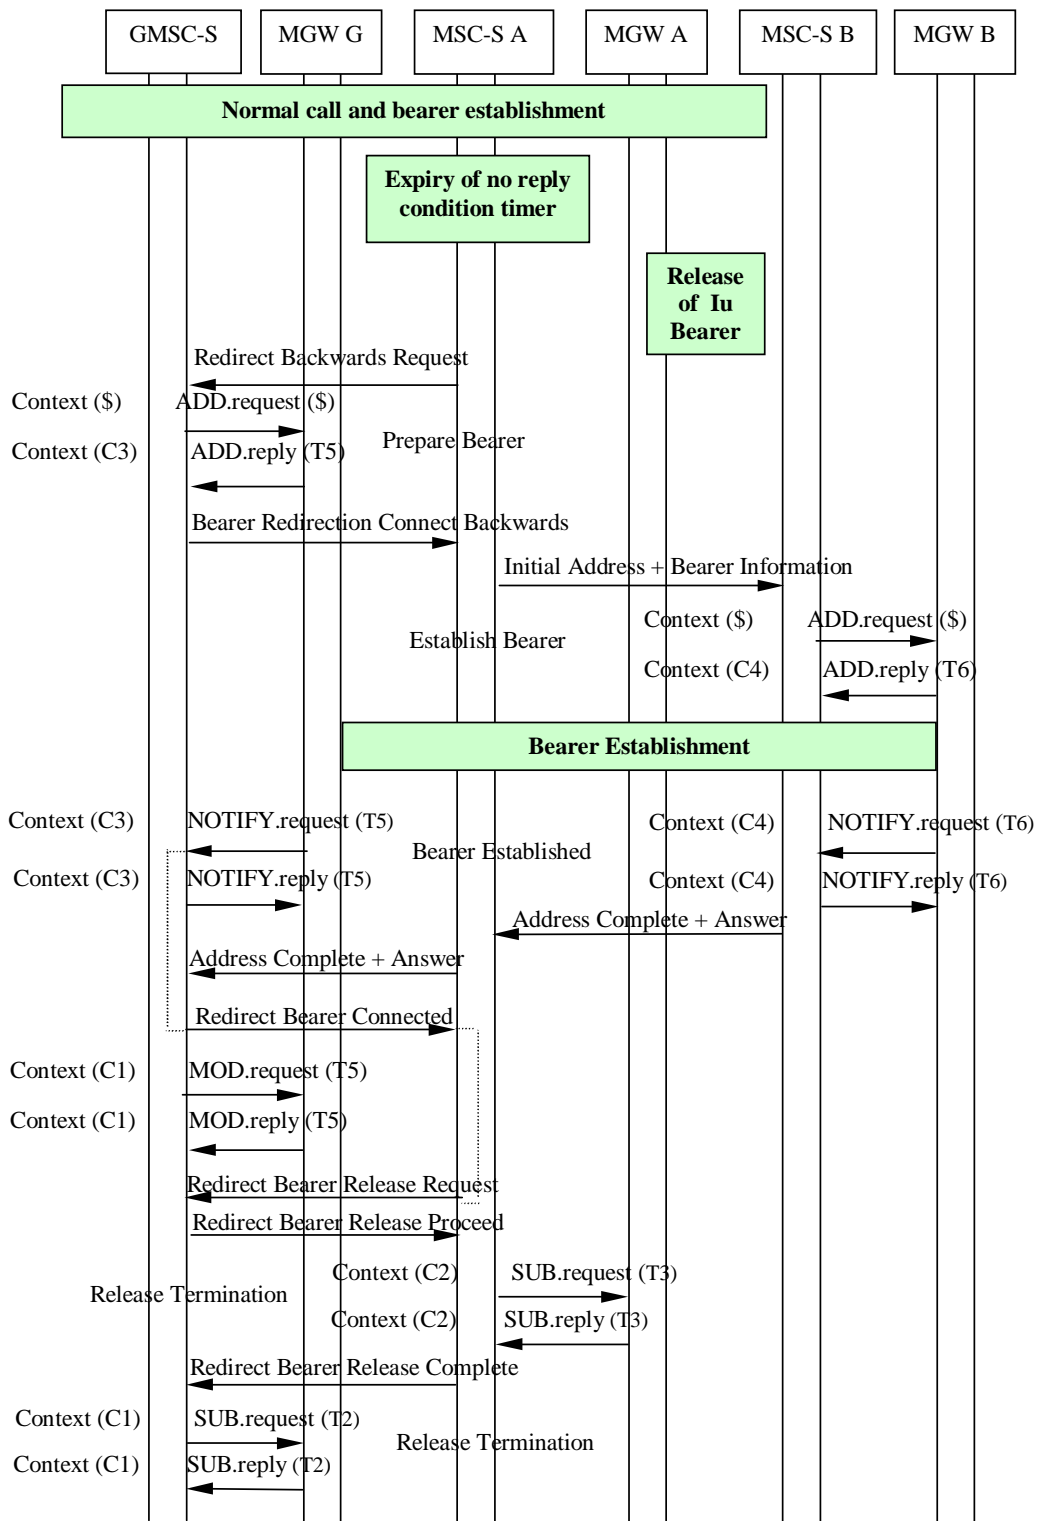 GMSC-S
MGW G
MSC-S A
MGW A
MSC-S B
MGW B
Normal call and bearer establishment
Expiry of no reply
condition timer
Release
of Iu
Bearer
Redirect Backwards Request
Context ($)
ADD.request ($)
Prepare Bearer
Context (C3)
ADD.reply (T5)
Bearer Redirection Connect Backwards
Initial Address + Bearer Information
Context ($)
ADD.request ($)
Establish Bearer
Context (C4)
ADD.reply (T6)
Bearer Establishment
Context (C3)
NOTIFY.request (T5)
Context (C4)
NOTIFY.request (T6)
Bearer Established
Context (C3)
NOTIFY.reply (T5)
Context (C4)
NOTIFY.reply (T6)
Address Complete + Answer
Address Complete + Answer
Redirect Bearer Connected
Context (C1)
MOD.request (T5)
Context (C1)
MOD.reply (T5)
Redirect Bearer Release Request
Redirect Bearer Release Proceed
Context (C2)
SUB.request (T3)
Release Termination
Context (C2)
SUB.reply (T3)
Redirect Bearer Release Complete
Context (C1)
SUB.request (T2)
Release Termination
Context (C1)
SUB.reply (T2)